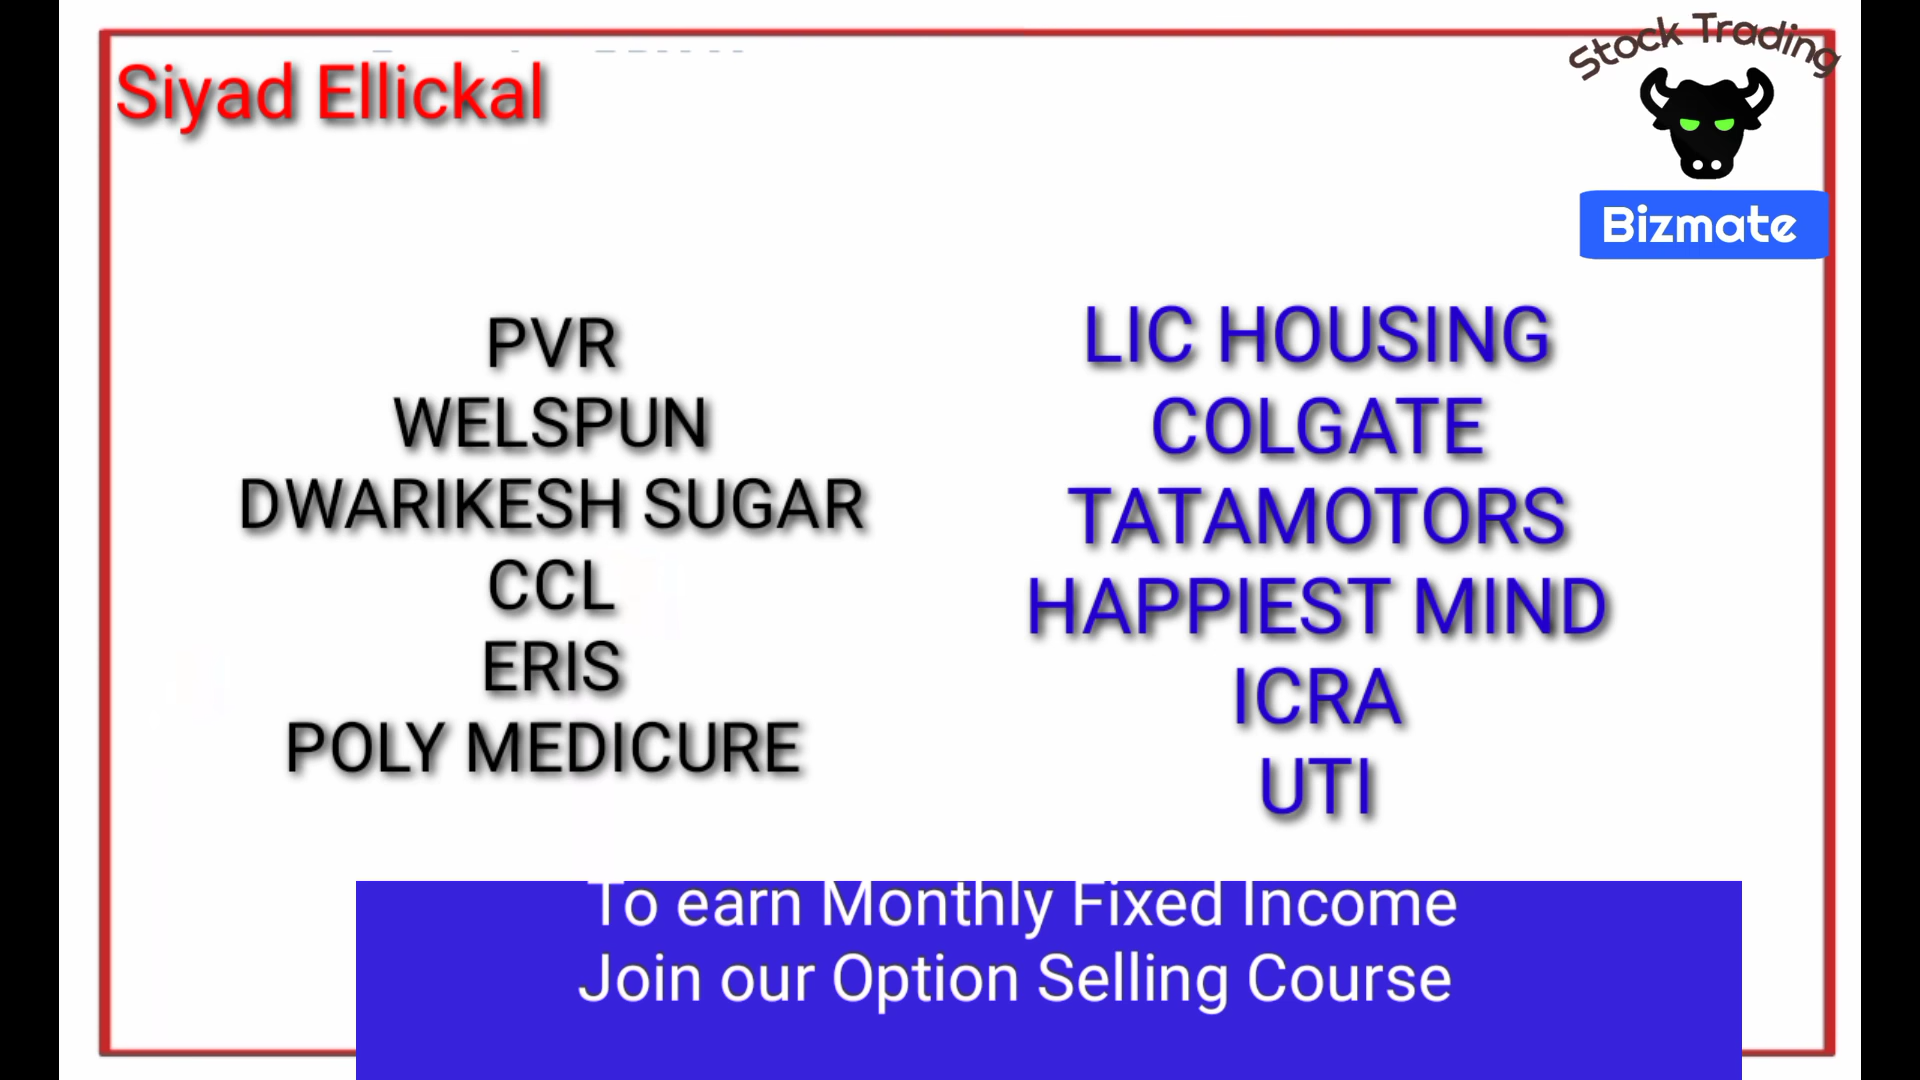 Siyad Ellickal
Stock Trading
Bizmate
PVR
WELSPUN
DWARIKESH SUGAR
CCL
ERIS
POLY MEDICURE
LIC HOUSING
COLGATE
TATAMOTORS
HAPPIEST MIND
ICRA
UTI
To earn Monthly Fixed Income
Join our Option Selling Course